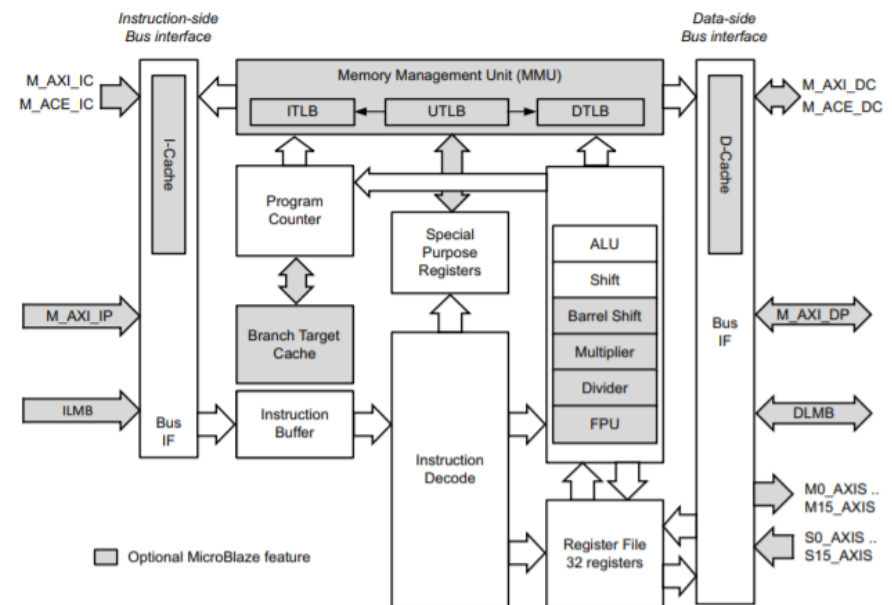 Instruction-side
Bus interface
Data-side
Bus interface
M_AXI_IC
M_ACE_IC
Memory Management Unit (MMU)
ITLB
UTLB
DTLB
M_AXI_DC
M_ACE_DC
I-Cache
D-Cache
Program
Counter
Special
Purpose
Registers
ALU
Shift
Barrel Shift
Multiplier
Divider
FPU
M_AXI_IP
Branch Target
Cache
Bus
IF
M_AXI_DP
ILMB
Bus
IF
Instruction
Buffer
Instruction
Decode
DLMB
M0_AXIS ..
M15_AXIS
Register File
32 registers
S0_AXIS ..
S15_AXIS
Optional MicroBlaze feature